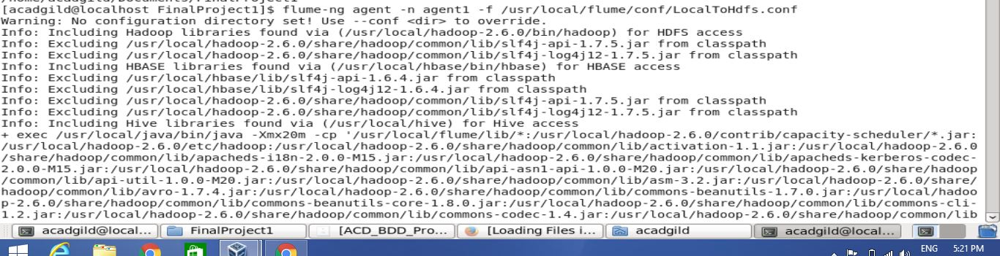 [acadgild@localhost FinalProject1]$ flume-ng agent -n agent1 -f /usr/local/flume/conf/LocalToHdfs.conf
Warning: No configuration directory set! Use --conf <dir> to override.
Info: Including Hadoop libraries found via (/usr/local/hadoop-2.6.0/bin/hadoop) for HDFS access
Info: Excluding /usr/local/hadoop-2.6.0/share/hadoop/common/lib/slf4j-api-1.7.5.jar from classpath
Info: Excluding /usr/local/hadoop-2.6.0/share/hadoop/common/lib/slf4j-log4j12-1.7.5.jar from classpath
Info: Including HBASE libraries found via (/usr/local/hbase/bin/hbase) for HBASE access
Info: Excluding /usr/local/hbase/lib/slf4j-api-1.6.4.jar from classpath
Info: Excluding /usr/local/hbase/lib/slf4j-log4j12-1.6.4.jar from classpath
Info: Excluding /usr/local/hadoop-2.6.0/share/hadoop/common/lib/slf4j-api-1.7.5.jar from classpath
Info: Excluding /usr/local/hadoop-2.6.0/share/hadoop/common/lib/slf4j-log4j12-1.7.5.jar from classpath
Info: Including Hive libraries found via (/usr/local/hive) for Hive access
+ exec /usr/local/java/bin/java -Xmx20m -cp '/usr/local/flume/lib/*:/usr/local/hadoop-2.6.0/contrib/capacity-scheduler/*.jar:
/usr/local/hadoop-2.6.0/etc/hadoop:/usr/local/hadoop-2.6.0/share/hadoop/common/lib/activation-1.1.jar:/usr/local/hadoop-2.6.0
/share/hadoop/common/lib/apacheds-i18n-2.0.0-M15.jar:/usr/local/hadoop-2.6.0/share/hadoop/common/lib/apacheds-kerberos-codec-
2.0.0-M15.jar:/usr/local/hadoop-2.6.0/share/hadoop/common/lib/api-asn1-api-1.0.0-M20.jar:/usr/local/hadoop-2.6.0/share/hadoop
/common/lib/api-util-1.0.0-M20.jar:/usr/local/hadoop-2.6.0/share/hadoop/common/lib/asm-3.2.jar:/usr/local/hadoop-2.6.0/share/
hadoop/common/lib/avro-1.7.4.jar:/usr/local/hadoop-2.6.0/share/hadoop/common/lib/commons-beanutils-1.7.0.jar:/usr/local/hadoo
p-2.6.0/share/hadoop/common/lib/commons-beanutils-core-1.8.0.jar:/usr/local/hadoop-2.6.0/share/hadoop/common/lib/commons-cli-
1.2.jar:/usr/local/hadoop-2.6.0/share/hadoop/common/lib/commons-codec-1.4.jar:/usr/local/hadoop-2.6.0/share/hadoop/common/lib
acadgild@local... FinalProject1 [ACD_BDD_Pro... [Loading Files i... acadgild acadgild@local...
ENG 5:21 PM